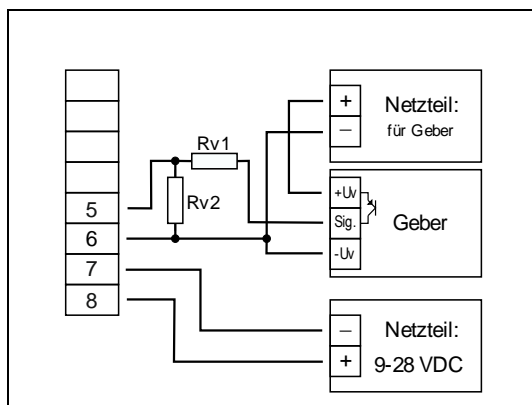 5
6
7
8
Rv1
Rv2
+
−
Netzteil:
für Geber
+Uv
Sig.
-Uv
Geber
−
+
Netzteil:
9-28 VDC